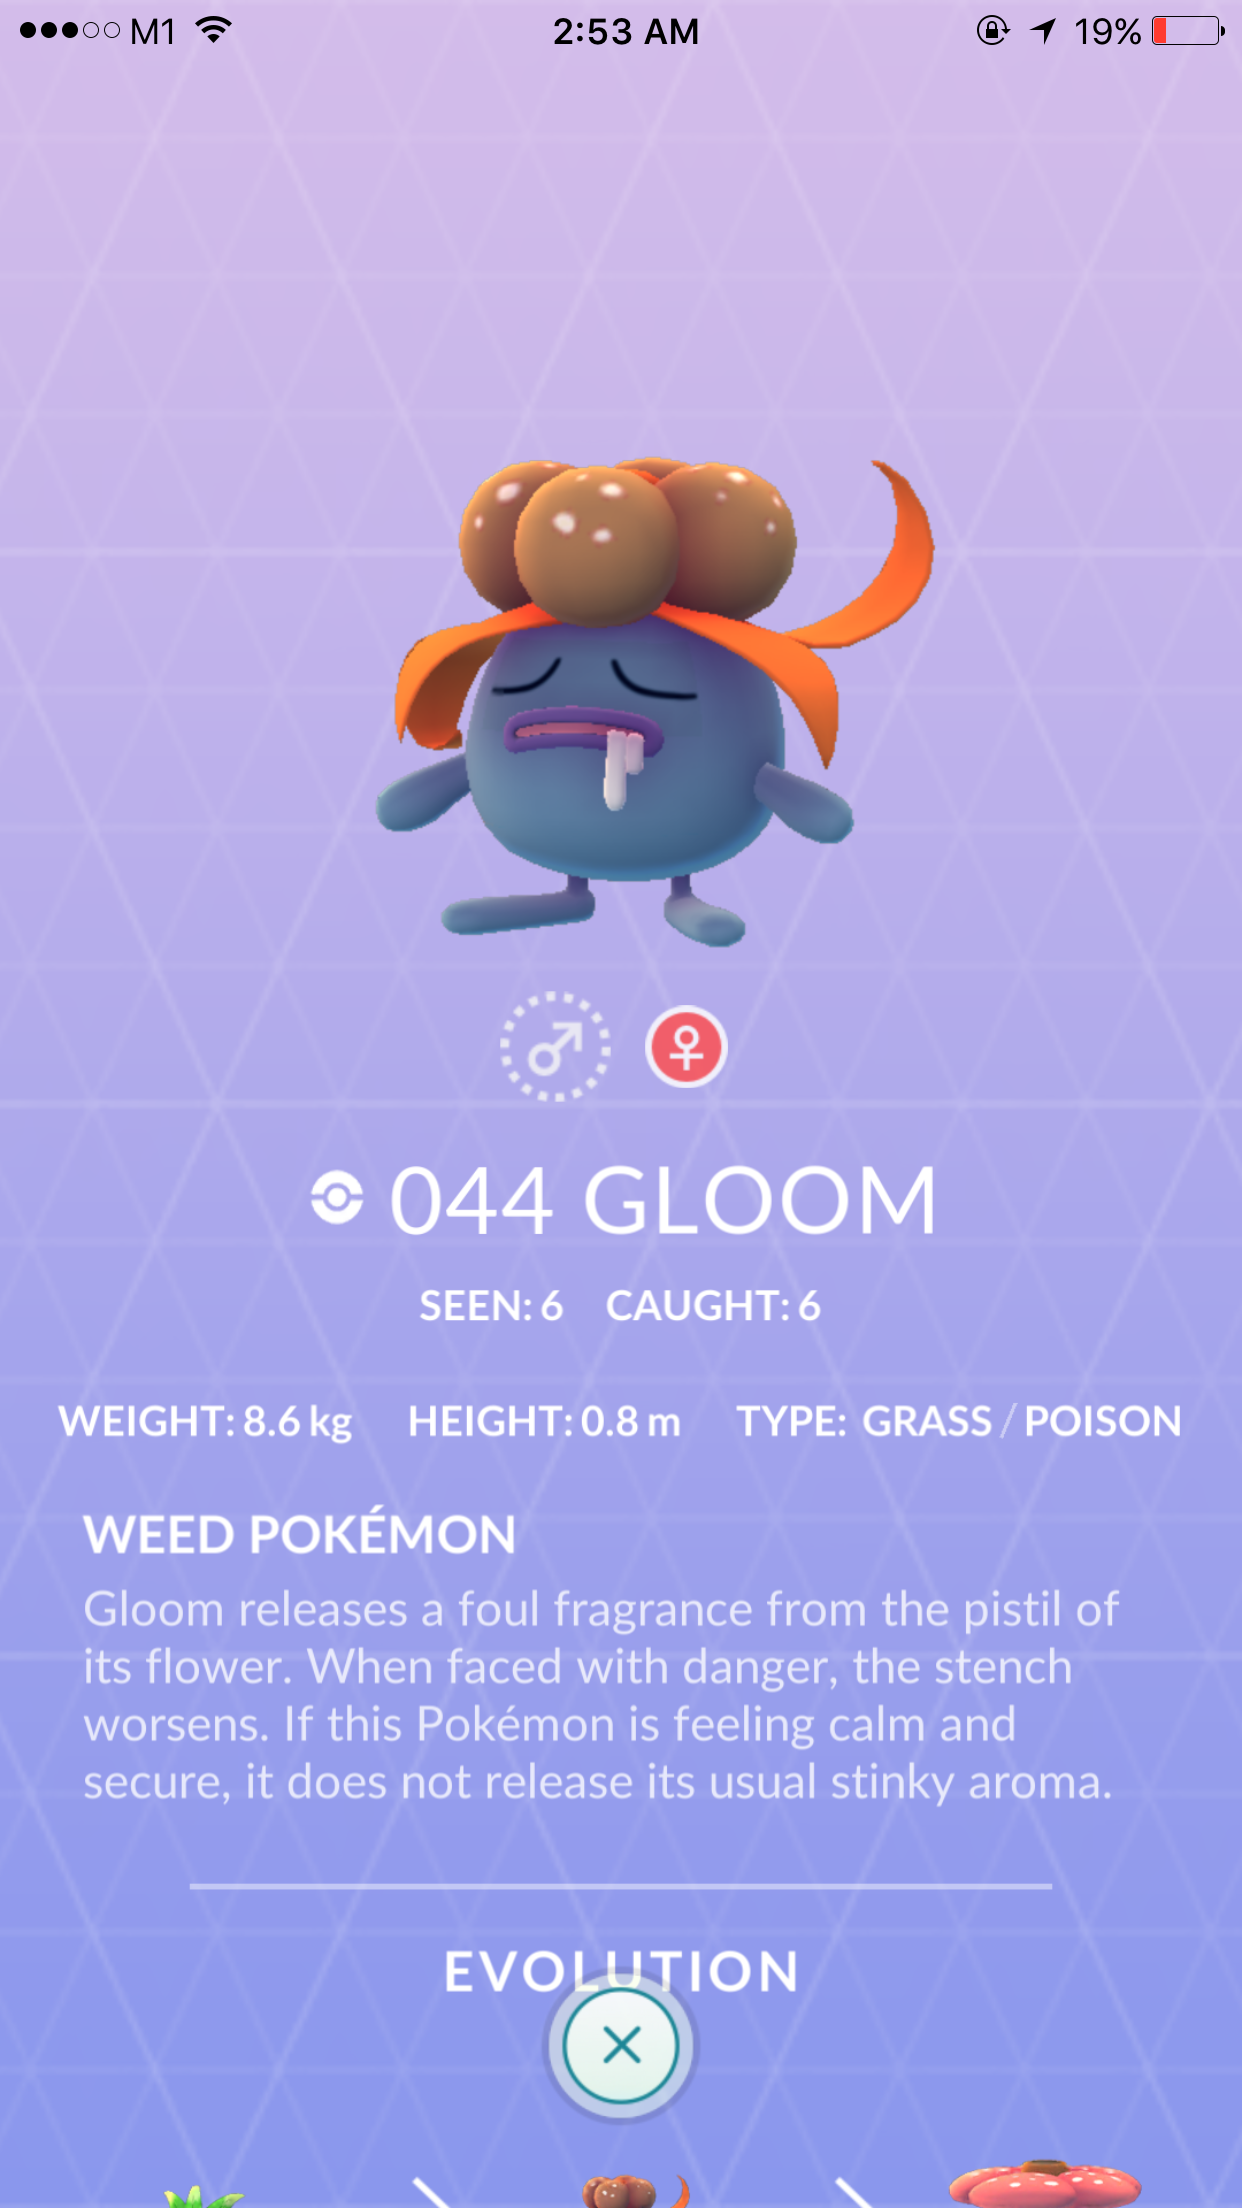 M1 2:53 AM 19%
044 GLOOM
SEEN: 6 CAUGHT: 6
WEIGHT: 8.6 kg HEIGHT: 0.8 m TYPE: GRASS / POISON
WEED POKÉMON
Gloom releases a foul fragrance from the pistil of
its flower. When faced with danger, the stench
worsens. If this Pokémon is feeling calm and
secure, it does not release its usual stinky aroma.
EVOLUTION